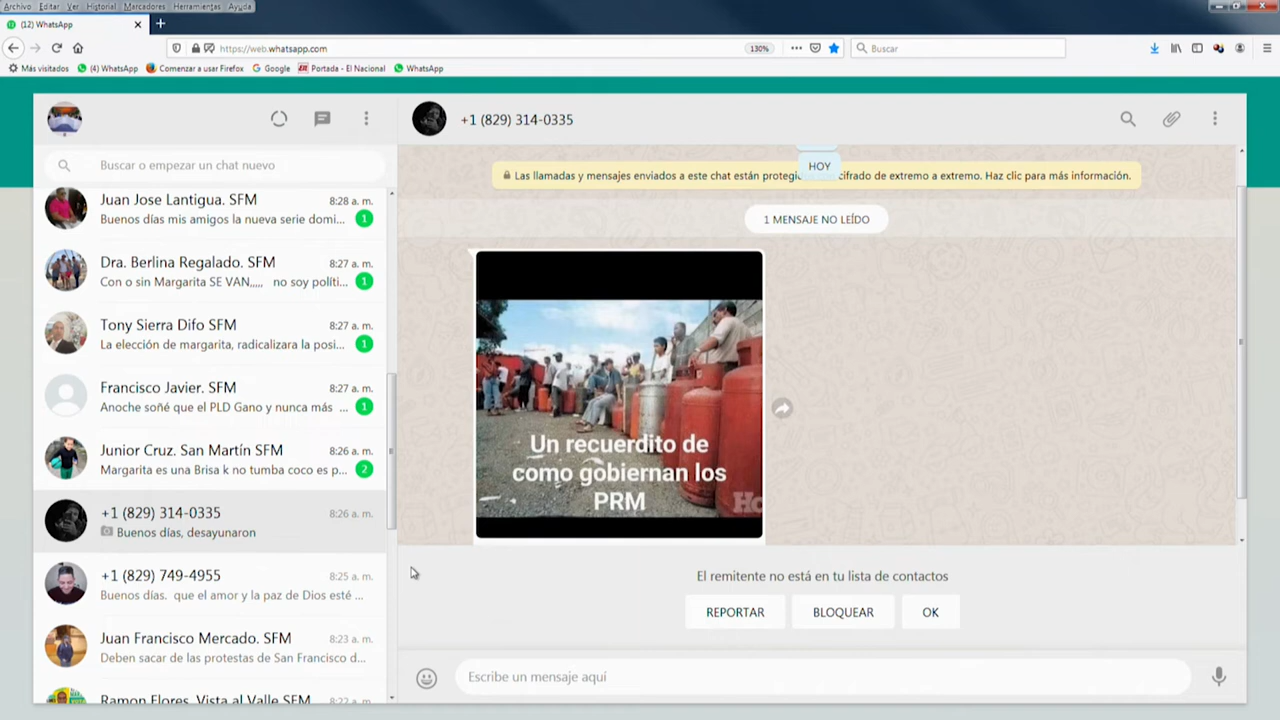 Archivo Editar Ver Historial Marcadores Herramientas Ayuda
(12) WhatsApp
https://web.whatsapp.com
130%
Buscar
Más visitados
(4) WhatsApp
Comenzar a usar Firefox
Google
Portada - El Nacional
WhatsApp
Buscar o empezar un chat nuevo
Juan Jose Lantigua. SFM 8:28 a. m.
Buenos días mis amigos la nueva serie domi... 1
Dra. Berlina Regalado. SFM 8:27 a. m.
Con o sin Margarita SE VAN,,,,, no soy políti... 1
Tony Sierra Difo SFM 8:27 a. m.
La elección de margarita, radicalizara la posi... 1
Francisco Javier. SFM 8:27 a. m.
Anoche soñé que el PLD Gano y nunca más ... 1
Junior Cruz. San Martín SFM 8:26 a. m.
Margarita es una Brisa k no tumba coco es p... 2
+1 (829) 314-0335 8:26 a. m.
Buenos días, desayunaron
+1 (829) 749-4955 8:25 a. m.
Buenos días. que el amor y la paz de Dios esté ...
Juan Francisco Mercado. SFM 8:23 a. m.
Deben sacar de las protestas de San Francisco d...
Ramon Flores. Vista al Valle SFM 8:22 a. m.
+1 (829) 314-0335
HOY
Las llamadas y mensajes enviados a este chat están cifrado de extremo a extremo. Haz clic para más información.
1 MENSAJE NO LEÍDO
Un recuerdito de
como gobiernan los
PRM
El remitente no está en tu lista de contactos
REPORTAR
BLOQUEAR
OK
Escribe un mensaje aquí